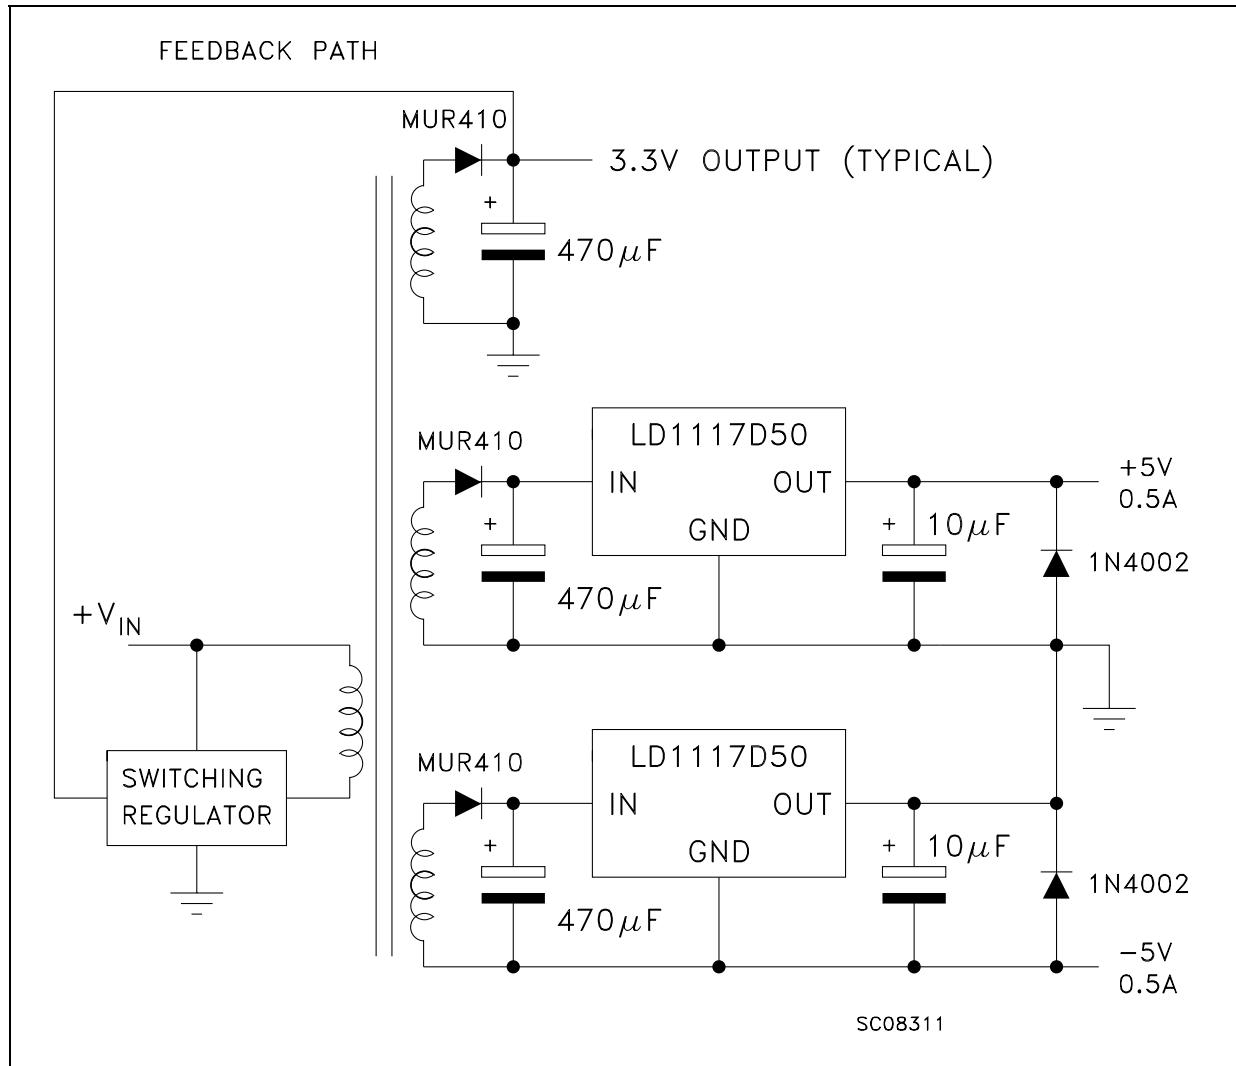 FEEDBACK PATH
MUR410
3.3V OUTPUT (TYPICAL)
+
470μF
MUR410
LD1117D50
IN
OUT
GND
+
470μF
+
10μF
+5V
0.5A
1N4002
+VIN
SWITCHING
REGULATOR
MUR410
LD1117D50
IN
OUT
GND
+
470μF
+
10μF
1N4002
−5V
0.5A
SC08311